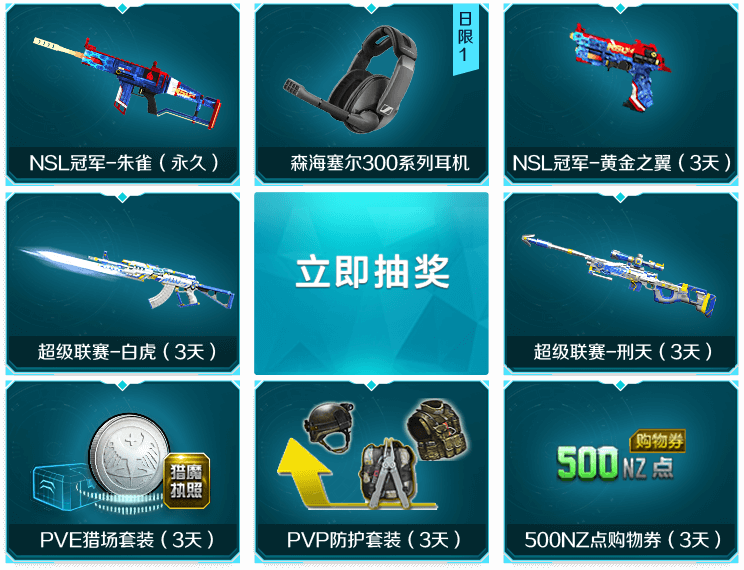 日限1
NSL冠军-朱雀（永久）
森海塞尔300系列耳机
NSL冠军-黄金之翼（3天）
立即抽奖
超级联赛-白虎（3天）
超级联赛-刑天（3天）
猎魔
执照
购物券
500NZ点
PVE猎场套装（3天）
PVP防护套装（3天）
500NZ点购物券（3天）